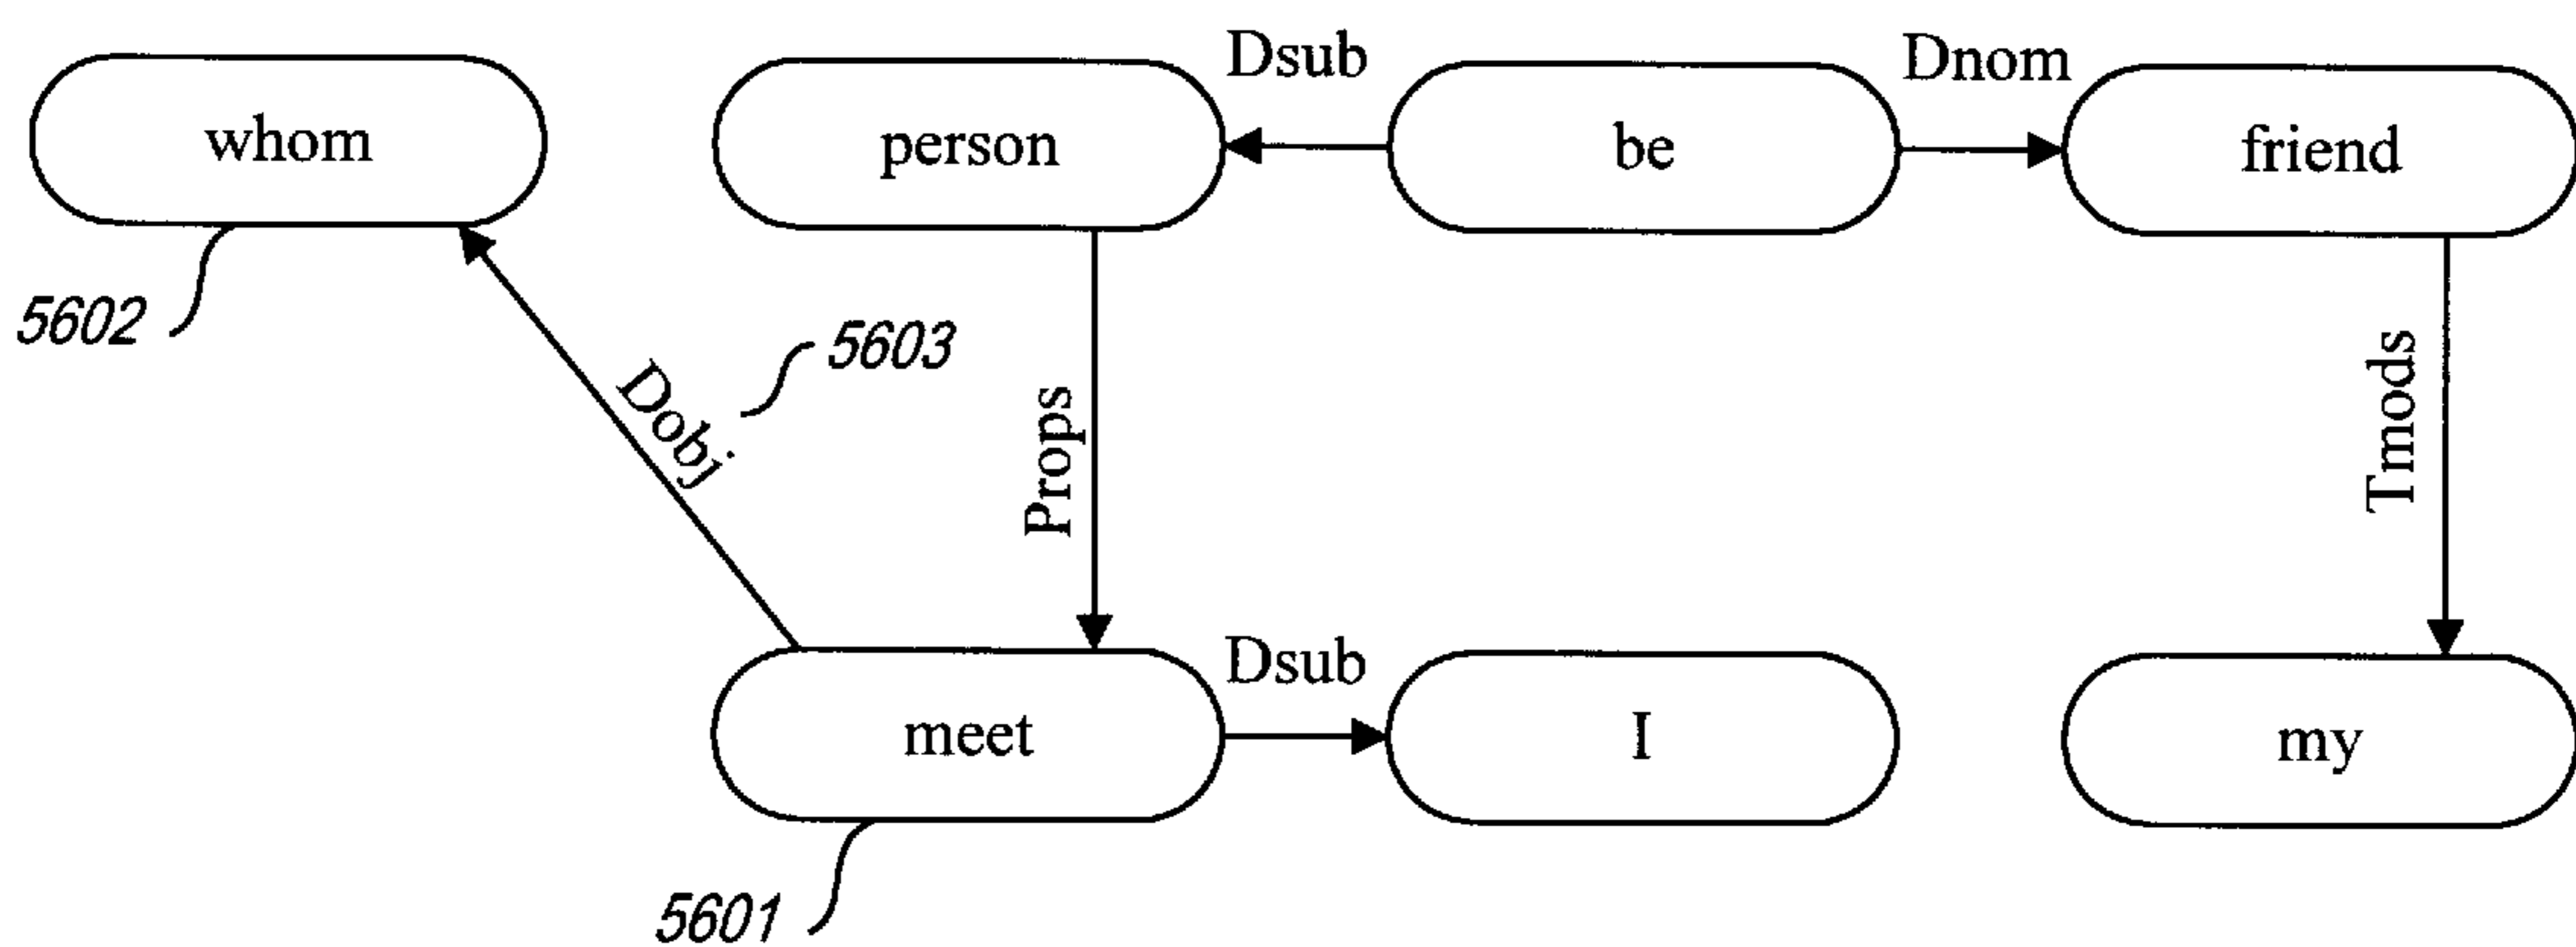 Dsub
Dnom
whom
person
be
friend
5602
5603
Dobj
Props
Tmods
Dsub
meet
I
my
5601